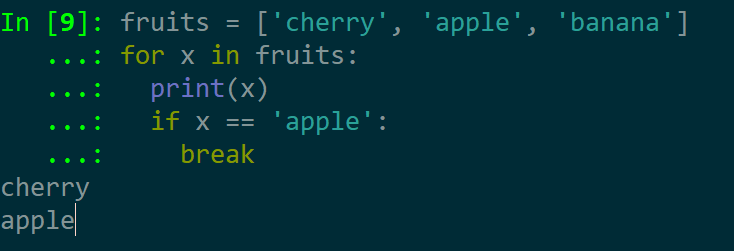 In [9]: fruits = ['cherry', 'apple', 'banana']
   ...: for x in fruits:
   ...:   print(x)
   ...:   if x == 'apple':
   ...:     break
cherry
apple